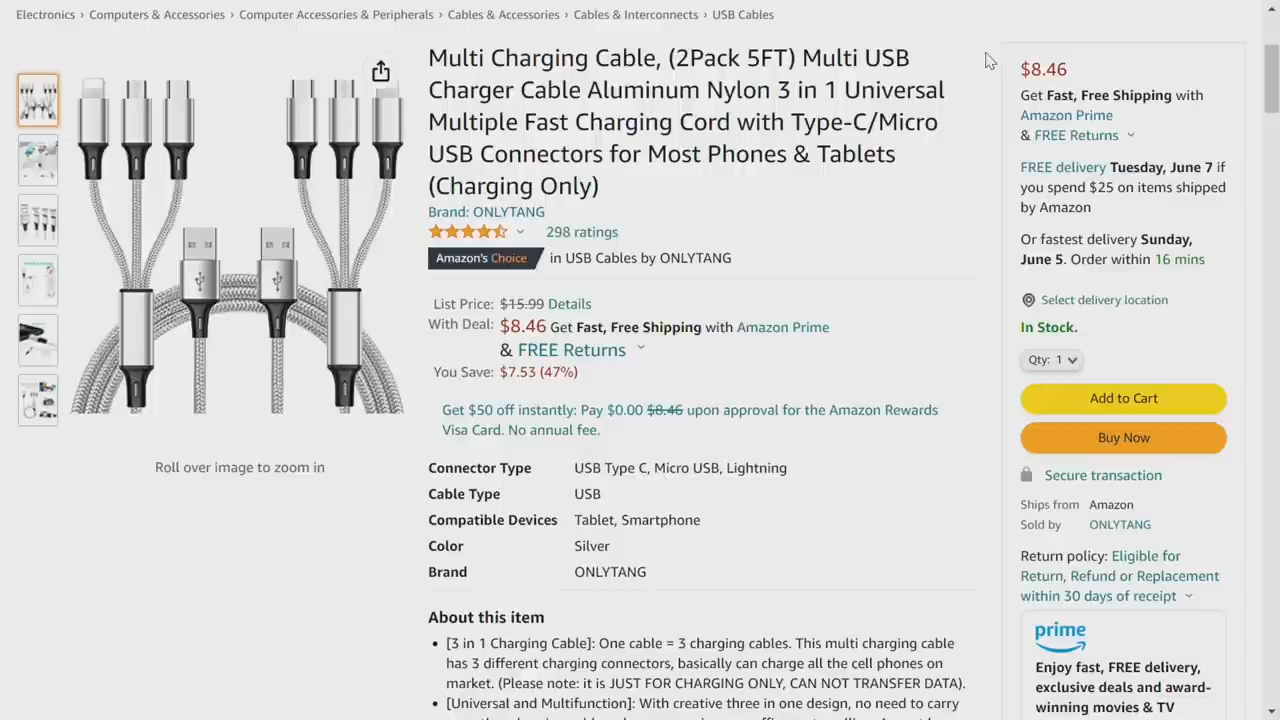 Electronics › Computers & Accessories › Computer Accessories & Peripherals › Cables & Accessories › Cables & Interconnects › USB Cables
Multi Charging Cable, (2Pack 5FT) Multi USB
Charger Cable Aluminum Nylon 3 in 1 Universal
Multiple Fast Charging Cord with Type-C/Micro
USB Connectors for Most Phones & Tablets
(Charging Only)
Brand: ONLYTANG
298 ratings
Amazon's Choice in USB Cables by ONLYTANG
List Price: $15.99 Details
With Deal: $8.46 Get Fast, Free Shipping with Amazon Prime
& FREE Returns
You Save: $7.53 (47%)
Get $50 off instantly: Pay $0.00 $8.46 upon approval for the Amazon Rewards
Visa Card. No annual fee.
Roll over image to zoom in
Connector Type USB Type C, Micro USB, Lightning
Cable Type USB
Compatible Devices Tablet, Smartphone
Color Silver
Brand ONLYTANG
About this item
• [3 in 1 Charging Cable]: One cable = 3 charging cables. This multi charging cable
has 3 different charging connectors, basically can charge all the cell phones on
market. (Please note: it is JUST FOR CHARGING ONLY, CAN NOT TRANSFER DATA).
• [Universal and Multifunction]: With creative three in one design, no need to carry
$8.46
Get Fast, Free Shipping with
Amazon Prime
& FREE Returns
FREE delivery Tuesday, June 7 if
you spend $25 on items shipped
by Amazon
Or fastest delivery Sunday,
June 5. Order within 16 mins
Select delivery location
In Stock.
Qty: 1
Add to Cart
Buy Now
Secure transaction
Ships from Amazon
Sold by ONLYTANG
Return policy: Eligible for
Return, Refund or Replacement
within 30 days of receipt
prime
Enjoy fast, FREE delivery,
exclusive deals and award-
winning movies & TV